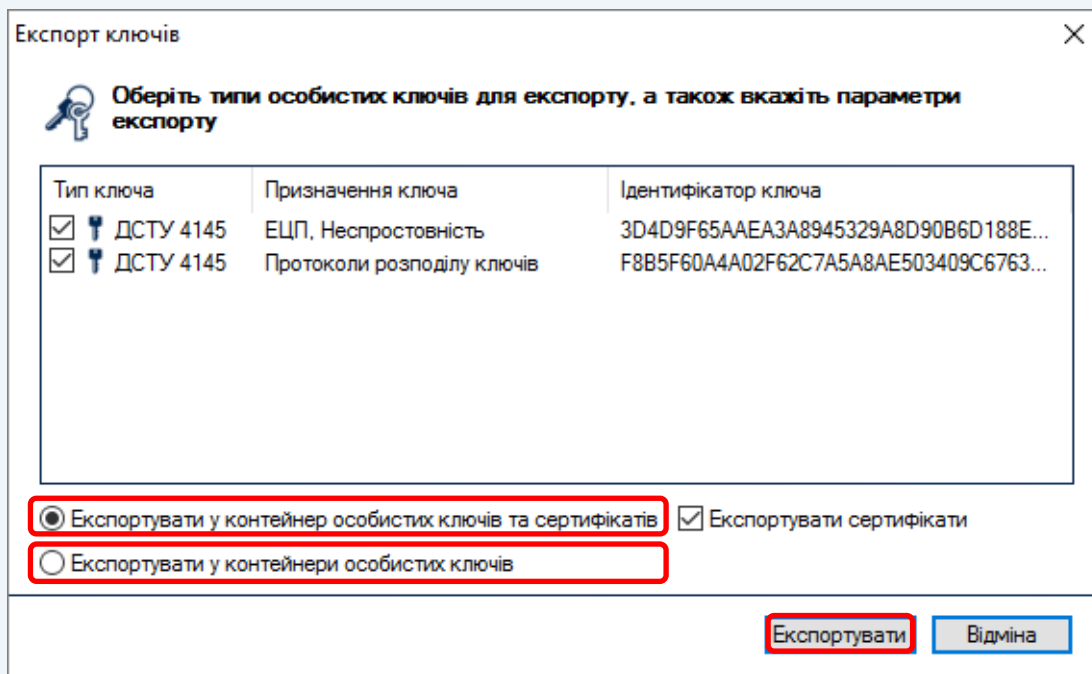 Експорт ключів
Оберіть типи особистих ключів для експорту, а також вкажіть параметри
експорту
Тип ключа Призначення ключа Ідентифікатор ключа
ДСТУ 4145 ЕЦП, Неспростовність 3D4D9F65AAEA3A8945329A8D90B6D188E...
ДСТУ 4145 Протоколи розподілу ключів F8B5F60A4A02F62C7A5A8AE503409C6763...
Експортувати у контейнер особистих ключів та сертифікатів Експортувати сертифікати
Експортувати у контейнери особистих ключів
Експортувати Відміна